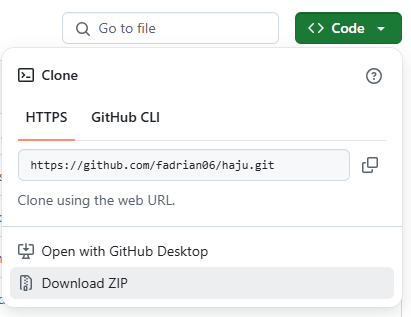 Go to file
Code
Clone
HTTPS
GitHub CLI
https://github.com/fadrian06/haju.git
Clone using the web URL.
Open with GitHub Desktop
Download ZIP